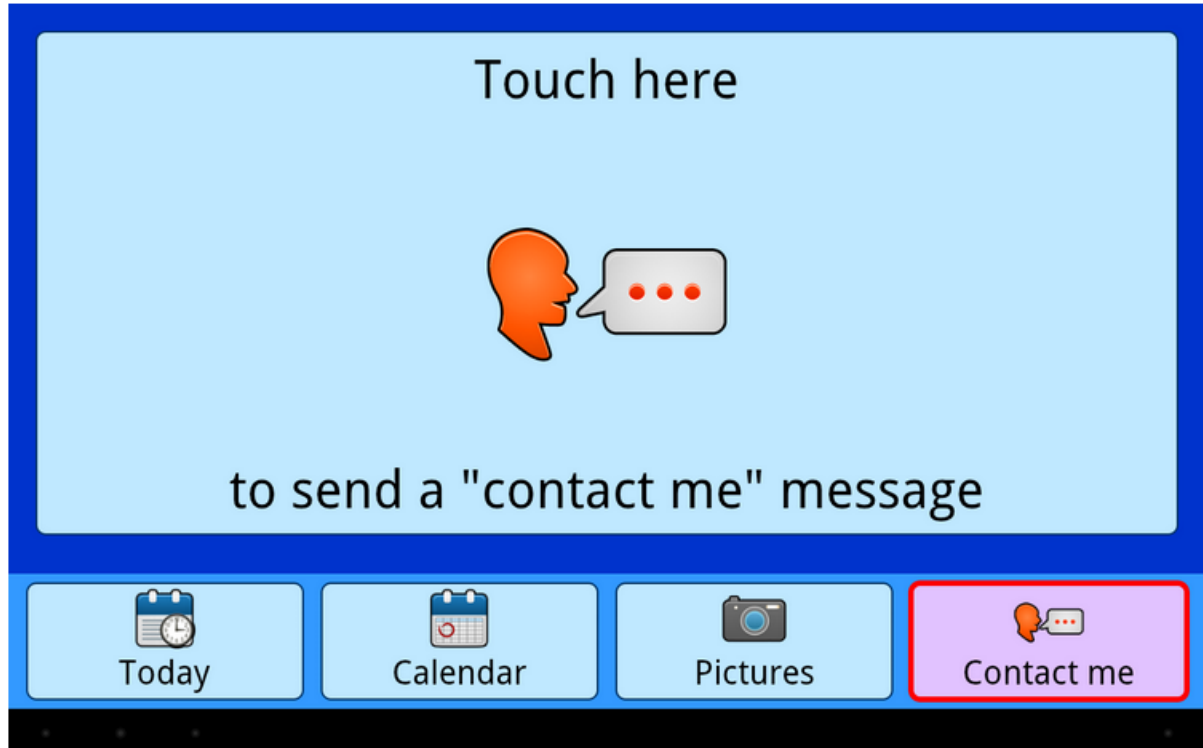 Touch here
to send a "contact me" message
Today
Calendar
Pictures
Contact me